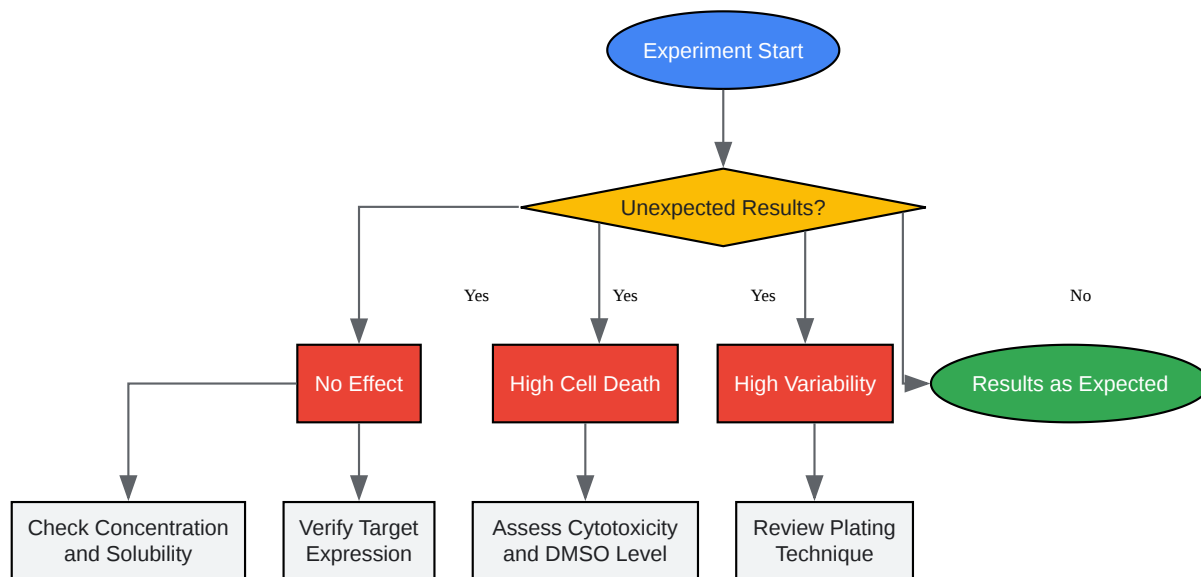 Experiment Start
Unexpected Results?
Yes
Yes
Yes
No
No Effect
High Cell Death
High Variability
Results as Expected
Check Concentration
and Solubility
Verify Target
Expression
Assess Cytotoxicity
and DMSO Level
Review Plating
Technique